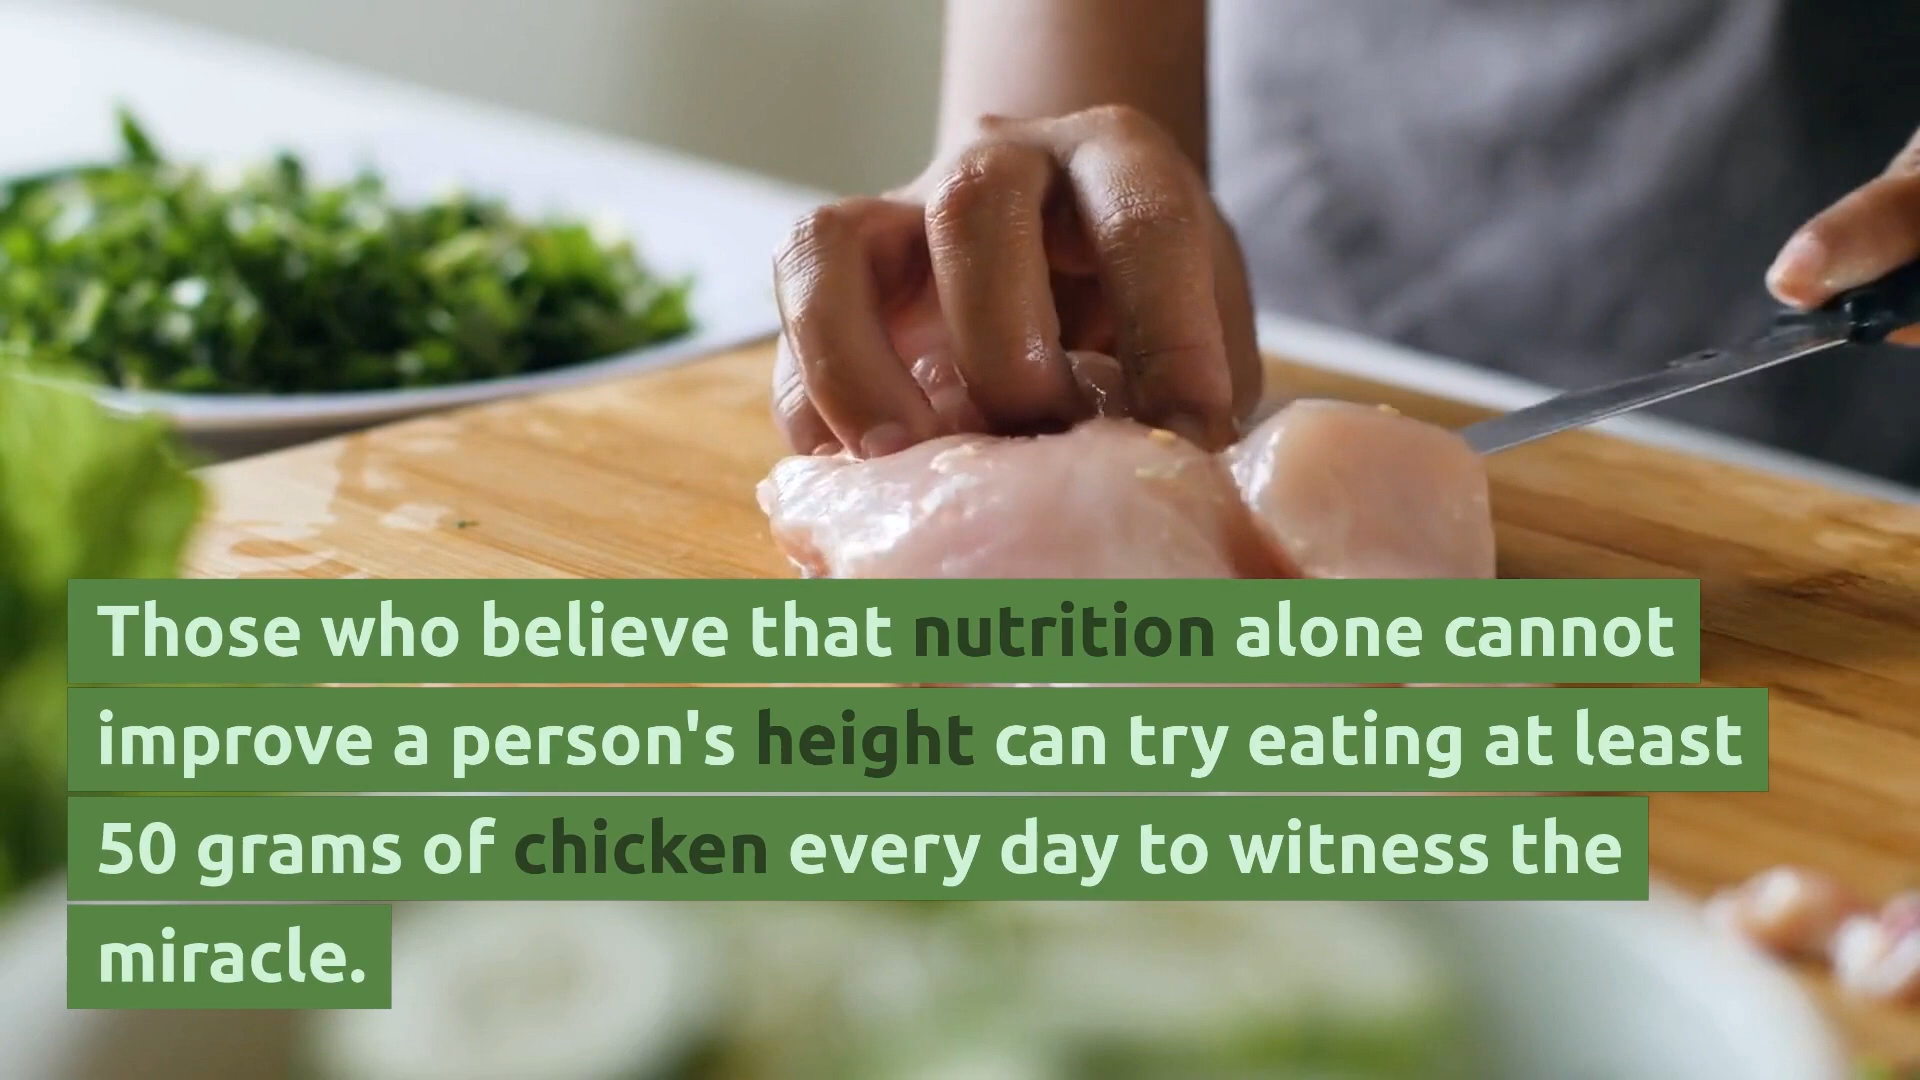 Those who believe that nutrition alone cannot
improve a person's height can try eating at least
50 grams of chicken every day to witness the
miracle.